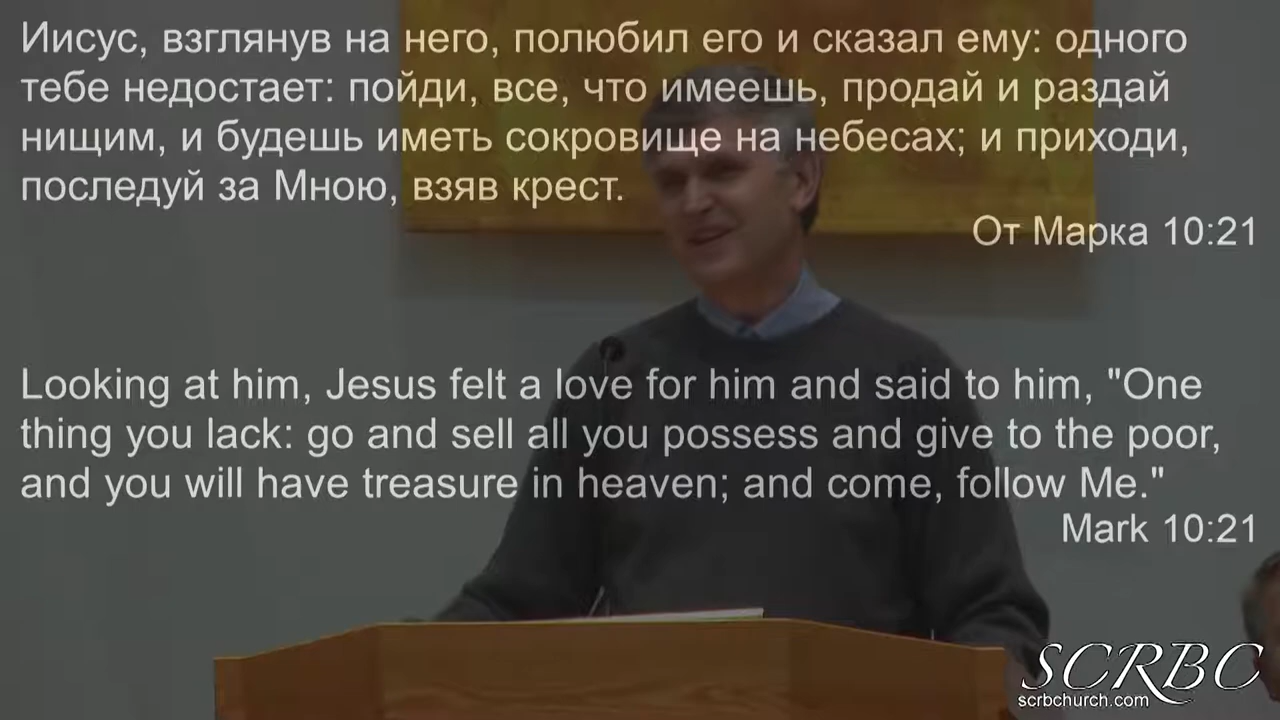 Иисус, взглянув на него, полюбил его и сказал ему: одного
тебе недостает: пойди, все, что имеешь, продай и раздай
нищим, и будешь иметь сокровище на небесах; и приходи,
последуй за Мною, взяв крест.
От Марка 10:21
Looking at him, Jesus felt a love for him and said to him, "One
thing you lack: go and sell all you possess and give to the poor,
and you will have treasure in heaven; and come, follow Me."
Mark 10:21
SCRBC
scrbchurch.com